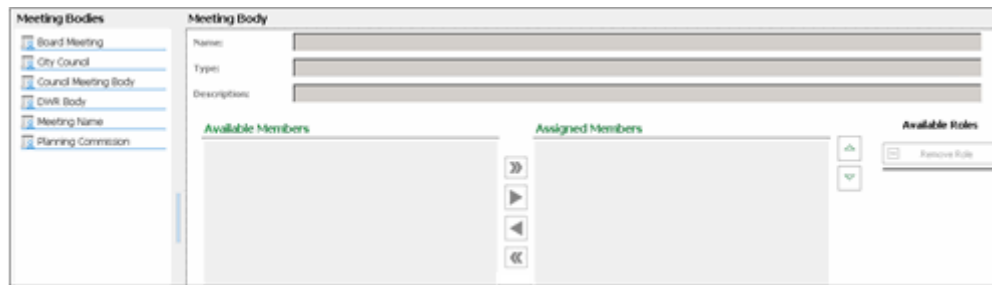 Meeting Bodies
Board Meeting
City Council
Council Meeting Body
DWR Body
Meeting Name
Planning Commission
Meeting Body
Name:
Type:
Description:
Available Members
Assigned Members
Available Roles
Remove Role